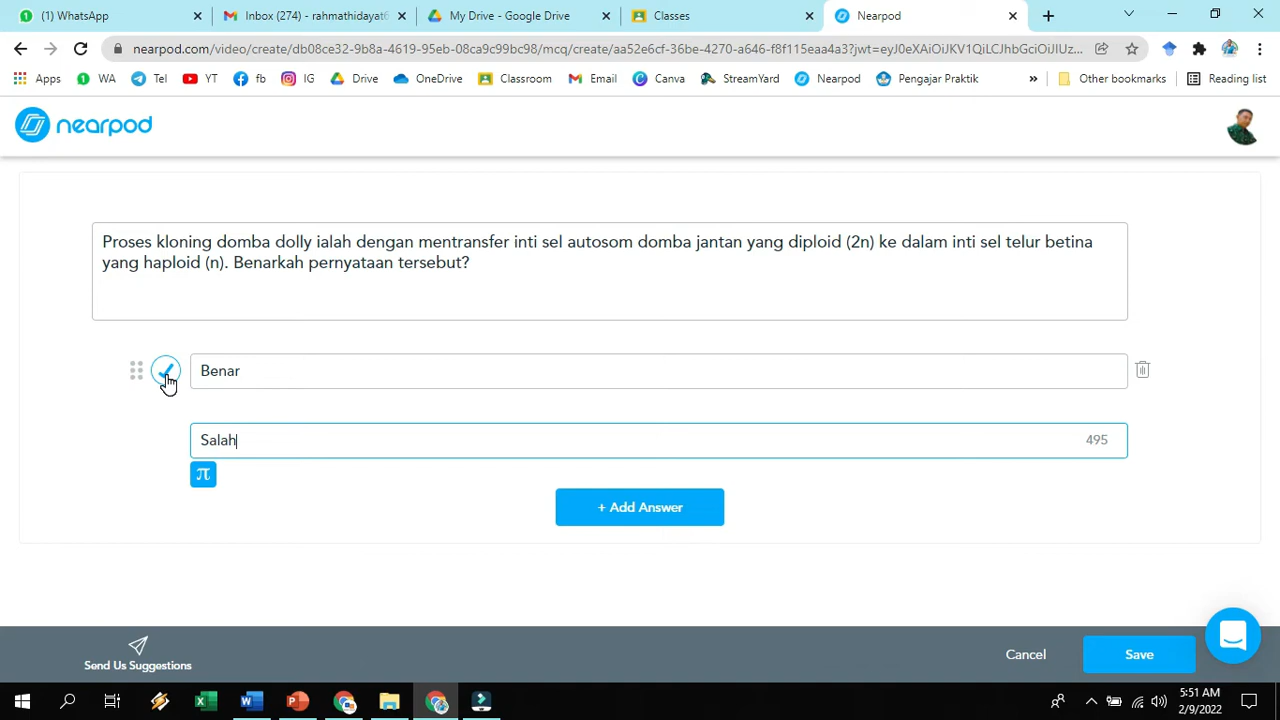 (1) WhatsApp
Inbox (274) - rahmathidayat6
My Drive - Google Drive
Classes
Nearpod
nearpod.com/video/create/db08ce32-9b8a-4619-95eb-08ca9c99bc98/mcq/create/aa52e6cf-36be-4270-a646-f8f115eaa4a3?jwt=eyJ0eXAiOiJKV1QiLCJhbGciOiJIUz...
Apps
WA
Tel
YT
fb
IG
Drive
OneDrive
Classroom
Email
Canva
StreamYard
Nearpod
Pengajar Praktik
»
Other bookmarks
Reading list
nearpod
Proses kloning domba dolly ialah dengan mentransfer inti sel autosom domba jantan yang diploid (2n) ke dalam inti sel telur betina
yang haploid (n). Benarkah pernyataan tersebut?
Benar
Salah
495
π
+ Add Answer
Send Us Suggestions
Cancel
Save
5:51 AM
2/9/2022